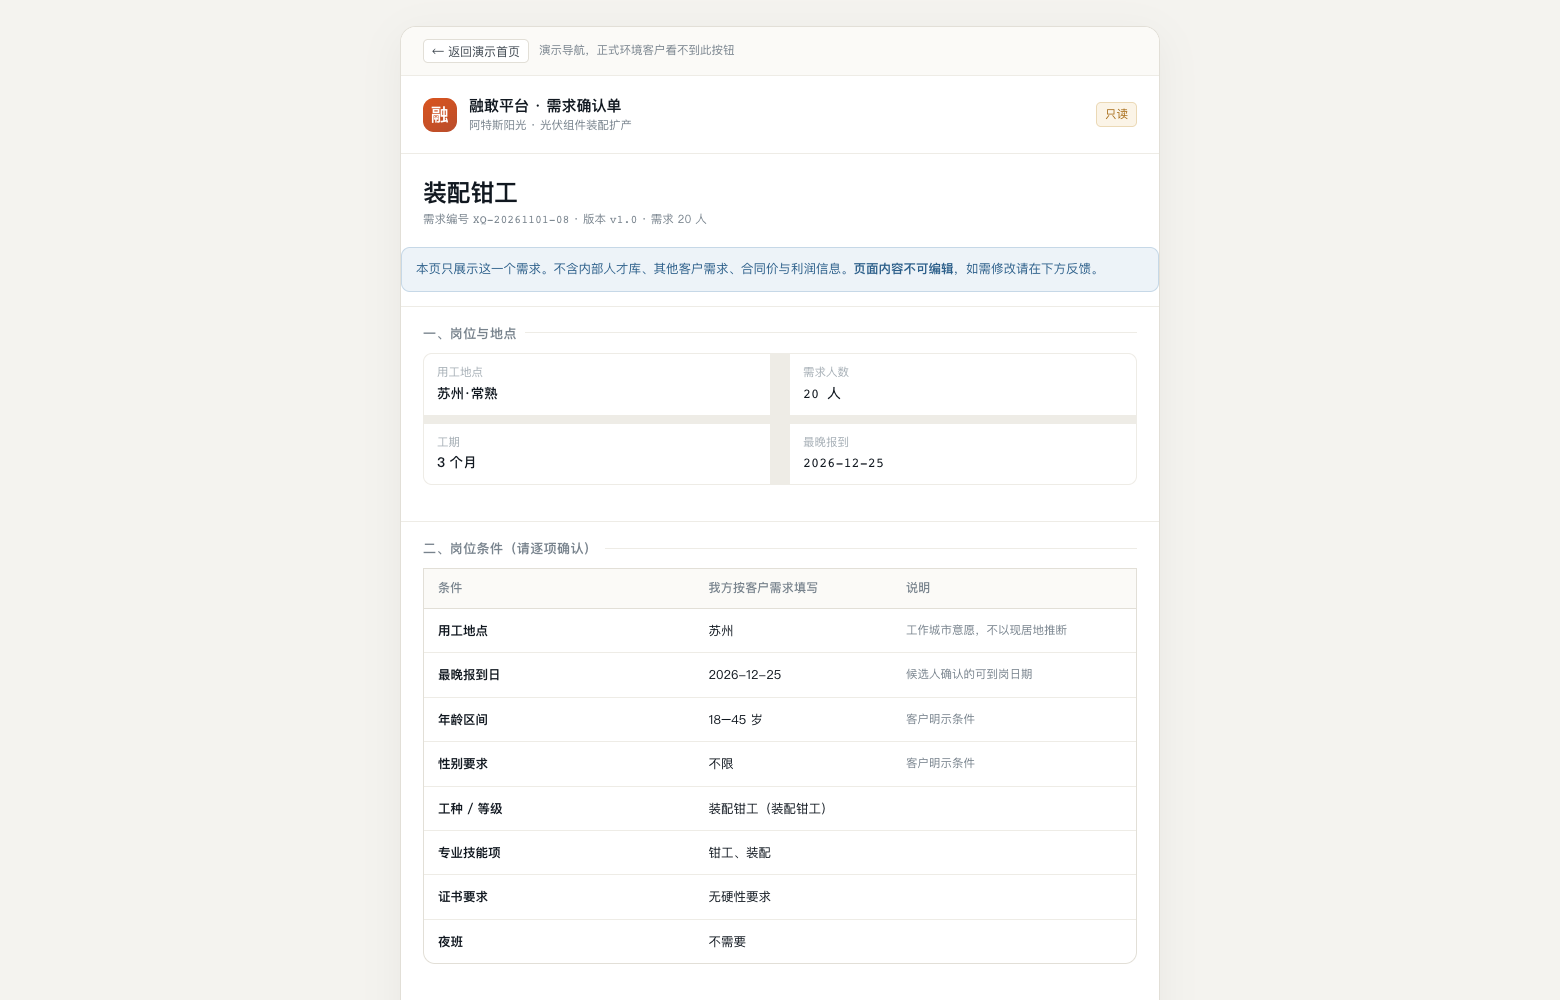 ← 返回演示首页 演示导航，正式环境客户看不到此按钮
融 融敢平台 · 需求确认单
阿特斯阳光 · 光伏组件装配扩产
只读
装配钳工
需求编号 XQ-20261101-08 · 版本 v1.0 · 需求 20 人
本页只展示这一个需求。不含内部人才库、其他客户需求、合同价与利润信息。页面内容不可编辑，如需修改请在下方反馈。
一、岗位与地点
用工地点
苏州·常熟
需求人数
20 人
工期
3 个月
最晚报到
2026-12-25
二、岗位条件（请逐项确认）
条件 我方按客户需求填写 说明
用工地点 苏州 工作城市意愿，不以现居地推断
最晚报到日 2026-12-25 候选人确认的可到岗日期
年龄区间 18—45 岁 客户明示条件
性别要求 不限 客户明示条件
工种 / 等级 装配钳工（装配钳工）
专业技能项 钳工、装配
证书要求 无硬性要求
夜班 不需要